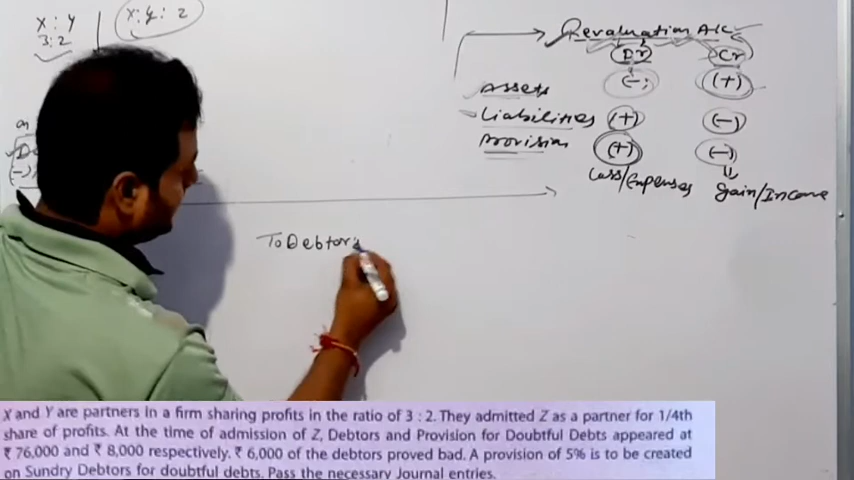 X : Y
3:2
X:Y: Z
Revaluation A/c
Dr
Cr
Assets (-) (+)
Liabilities (+) (-)
Provision (+) (-)
Loss/Expenses
Gain/Income
To Debtors
X and Y are partners in a firm sharing profits in the ratio of 3 : 2. They admitted Z as a partner for 1/4th
share of profits. At the time of admission of Z, Debtors and Provision for Doubtful Debts appeared at
₹ 76,000 and ₹ 8,000 respectively. ₹ 6,000 of the debtors proved bad. A provision of 5% is to be created
on Sundry Debtors for doubtful debts. Pass the necessary Journal entries.